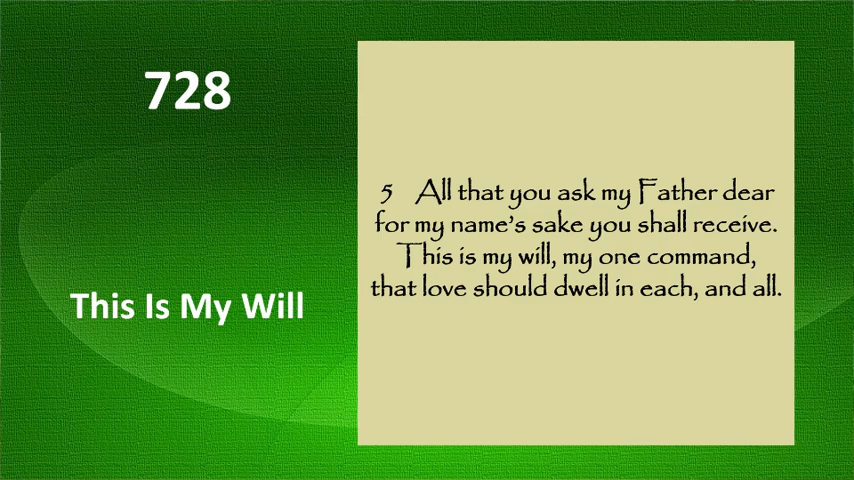 728
This Is My Will
5 All that you ask my Father dear
for my name's sake you shall receive.
This is my will, my one command,
that love should dwell in each, and all.